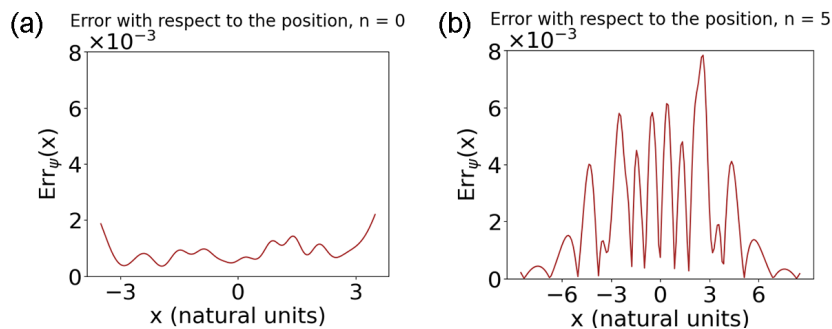 (a)
Error with respect to the position, n = 0
×10⁻³
8
6
4
2
0
Errψ(x)
−3
0
3
x (natural units)
(b)
Error with respect to the position, n = 5
×10⁻³
8
6
4
2
0
Errψ(x)
−6
−3
0
3
6
x (natural units)